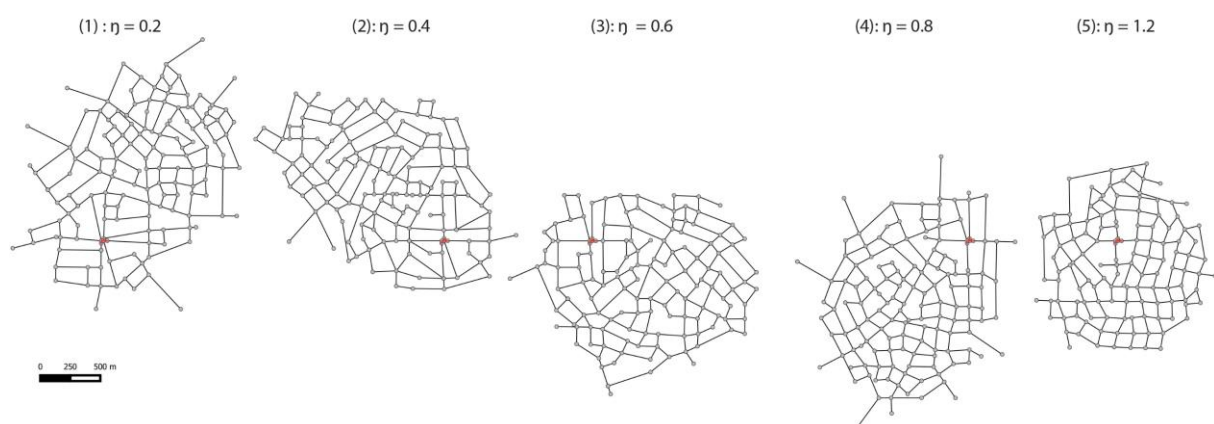 (1) : ŋ = 0.2
(2): ŋ = 0.4
(3): ŋ = 0.6
(4): ŋ = 0.8
(5): ŋ = 1.2
0 250 500 m